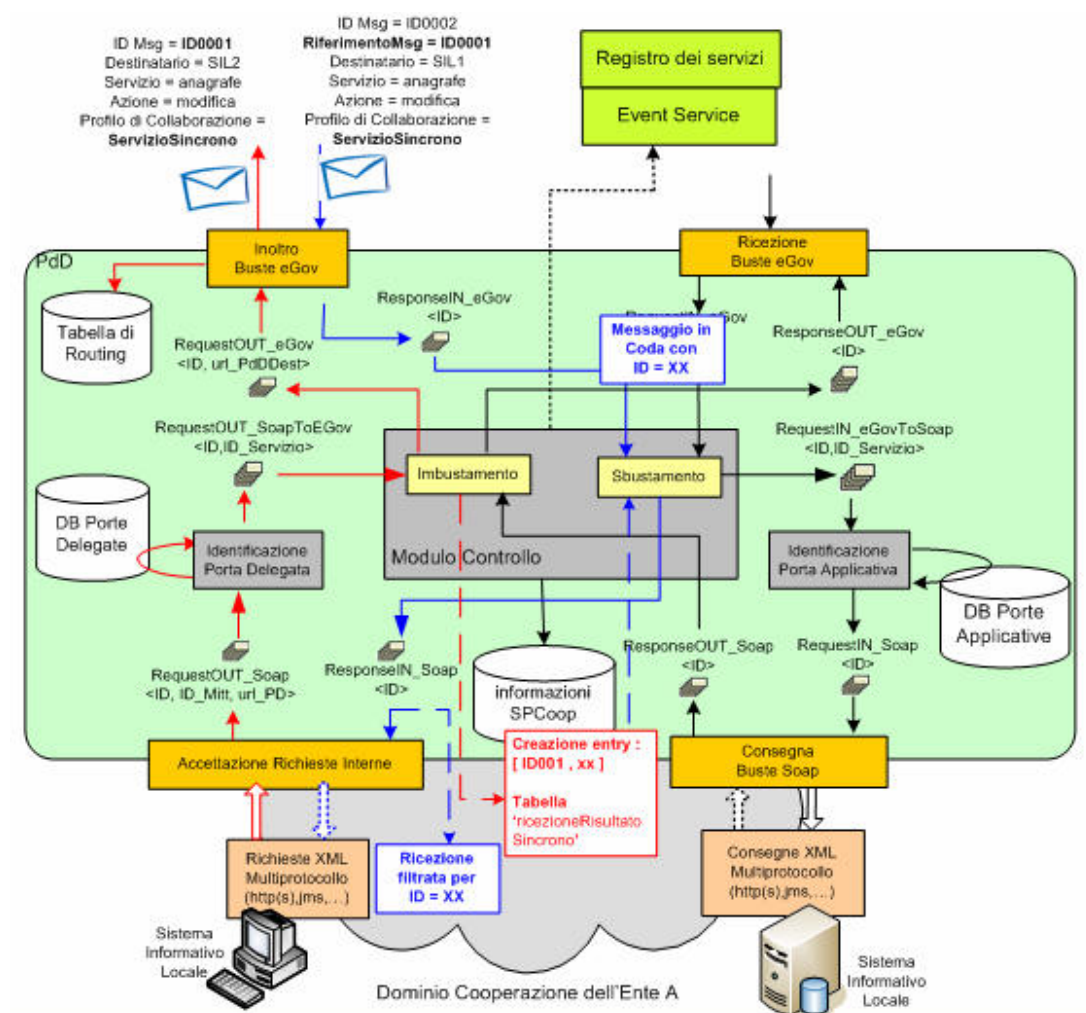 ID Msg = ID0001
Destinatario = SIL2
Servizio = anagrafe
Azione = modifica
Profilo di Collaborazione =
ServizioSincrono
ID Msg = ID0002
RiferimentoMsg = ID0001
Destinatario = SIL1
Servizio = anagrafe
Azione = modifica
Profilo di Collaborazione =
ServizioSincrono
Registro dei servizi
Event Service
PdD
Inoltro
Buste eGov
Ricezione
Buste eGov
Tabella di
Routing
ResponseIN_eGov
<ID>
RequestIN_eGov
Messaggio in
Coda con
ID = XX
ResponseOUT_eGov
<ID>
RequestOUT_eGov
<ID, url_PdDDest>
RequestOUT_SoapToEGov
<ID,ID_Servizio>
RequestIN_eGovToSoap
<ID,ID_Servizio>
Imbustamento
Sbustamento
Modulo Controllo
DB Porte
Delegate
Identificazione
Porta Delegata
Identificazione
Porta Applicativa
DB Porte
Applicative
RequestOUT_Soap
<ID, ID_Mitt, url_PD>
ResponseIN_Soap
<ID>
informazioni
SPCoop
ResponseOUT_Soap
<ID>
RequestIN_Soap
<ID>
Accettazione Richieste Interne
Creazione entry :
[ ID001 , xx ]
Tabella
'ricezioneRisultato
Sincrono'
Consegna
Buste Soap
Richieste XML
Multiprotocollo
(http(s),jms,…)
Ricezione
filtrata per
ID = XX
Consegne XML
Multiprotocollo
(http(s),jms,…)
Sistema
Informativo
Locale
Dominio Cooperazione dell'Ente A
Sistema
Informativo
Locale